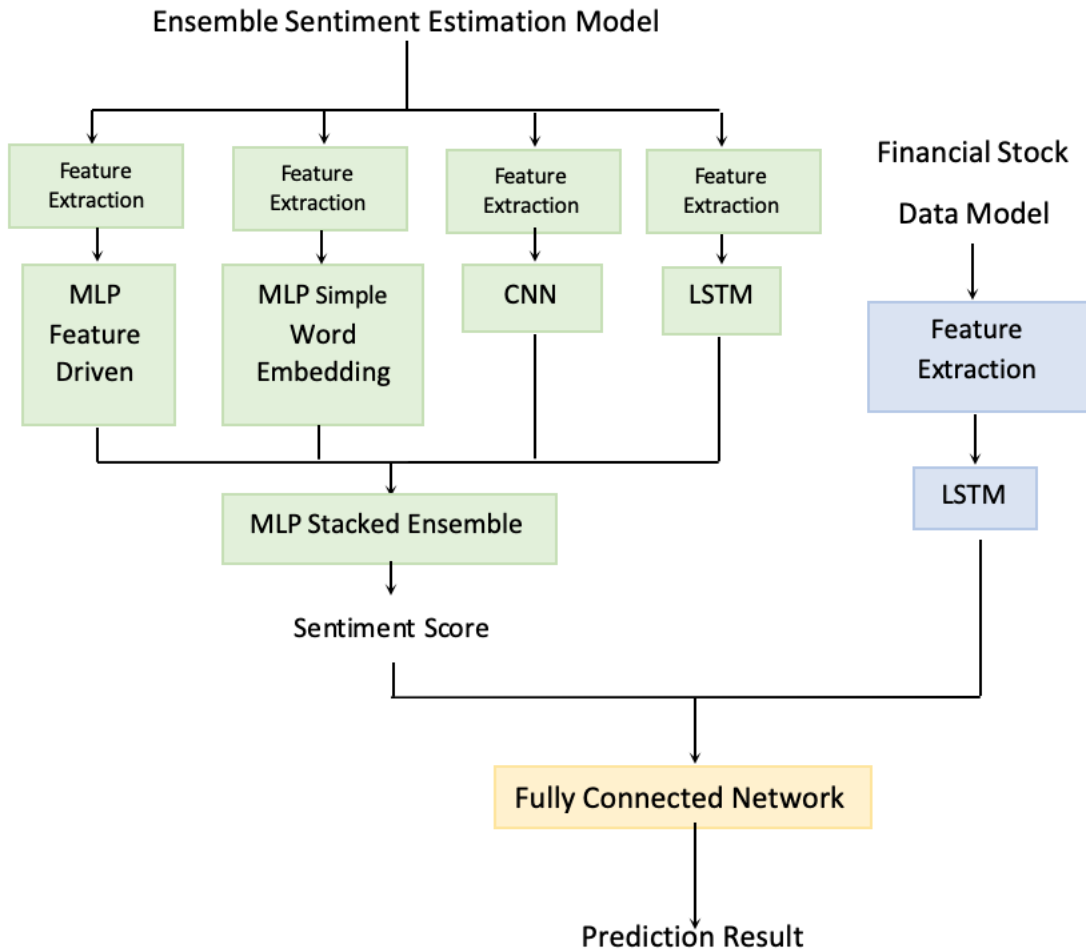 Ensemble Sentiment Estimation Model
Feature
Extraction
Feature
Extraction
Feature
Extraction
Feature
Extraction
Financial Stock
Data Model
MLP
Feature
Driven
MLP Simple
Word
Embedding
CNN
LSTM
Feature
Extraction
LSTM
MLP Stacked Ensemble
Sentiment Score
Fully Connected Network
Prediction Result